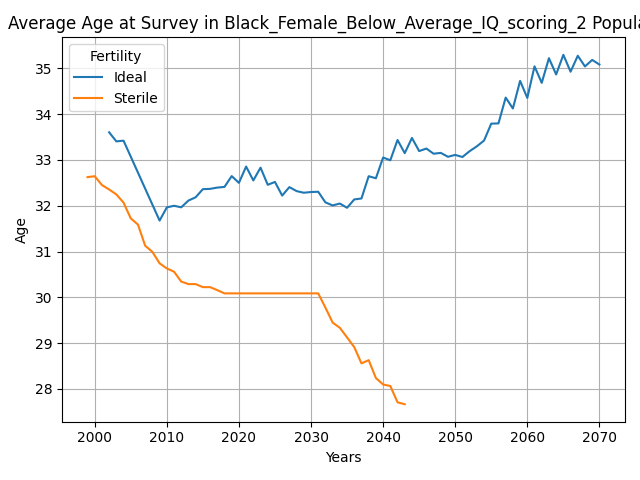 Average Age at Survey in Black_Female_Below_Average_IQ_scoring_2 Popul
Fertility
Ideal
Sterile
Age
35
34
33
32
31
30
29
28
2000 2010 2020 2030 2040 2050 2060 2070
Years